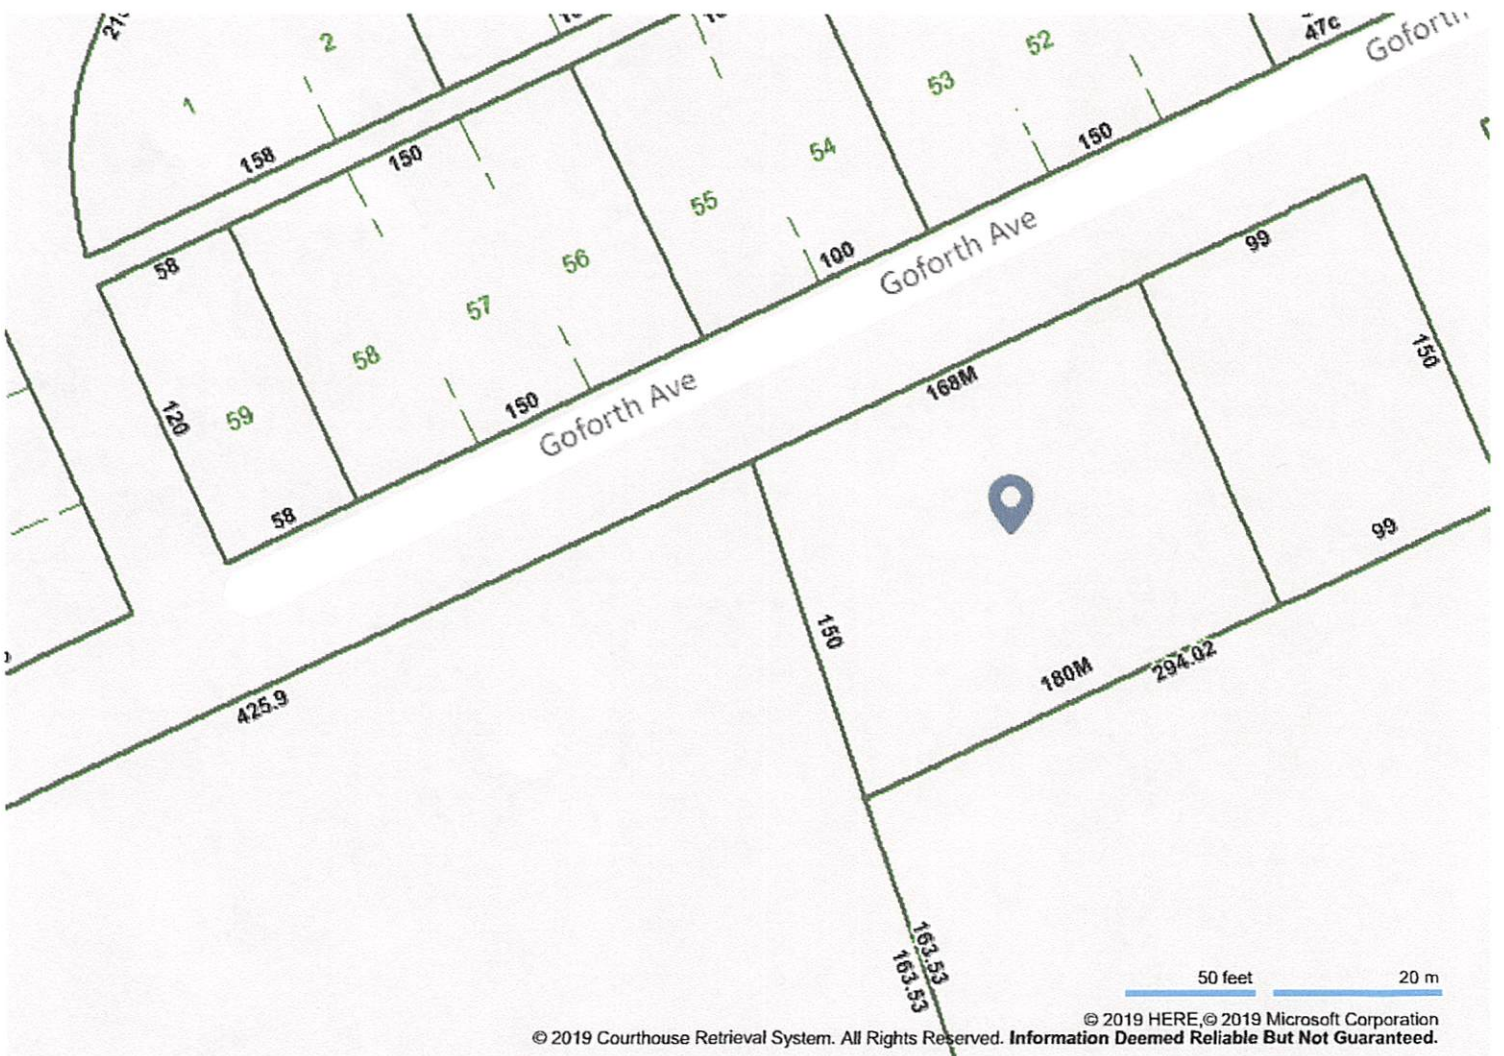 2
1
158
150
58
52
53
47c
Goforth
150
54
55
100
Goforth Ave
56
57
58
59
120
150
58
Goforth Ave
99
168M
150
99
150
180M
294.02
425.9
163.53
163.53
50 feet
20 m
© 2019 HERE,© 2019 Microsoft Corporation
© 2019 Courthouse Retrieval System. All Rights Reserved. Information Deemed Reliable But Not Guaranteed.